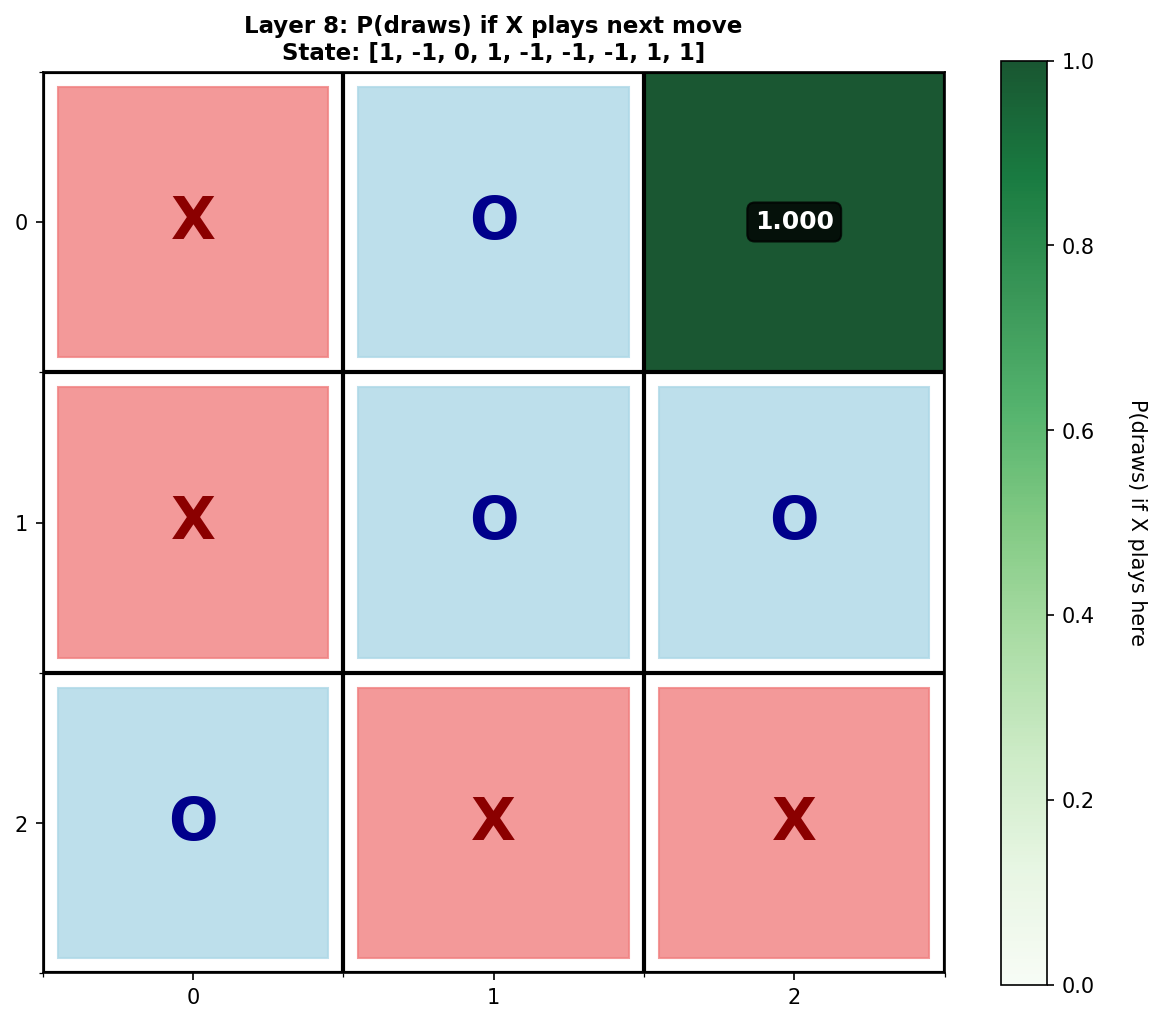 Layer 8: P(draws) if X plays next move
State: [1, -1, 0, 1, -1, -1, -1, 1, 1]
0
X
O
1.000
1
X
O
O
2
O
X
X
0
1
2
1.0
0.8
0.6
0.4
0.2
0.0
P(draws) if X plays here